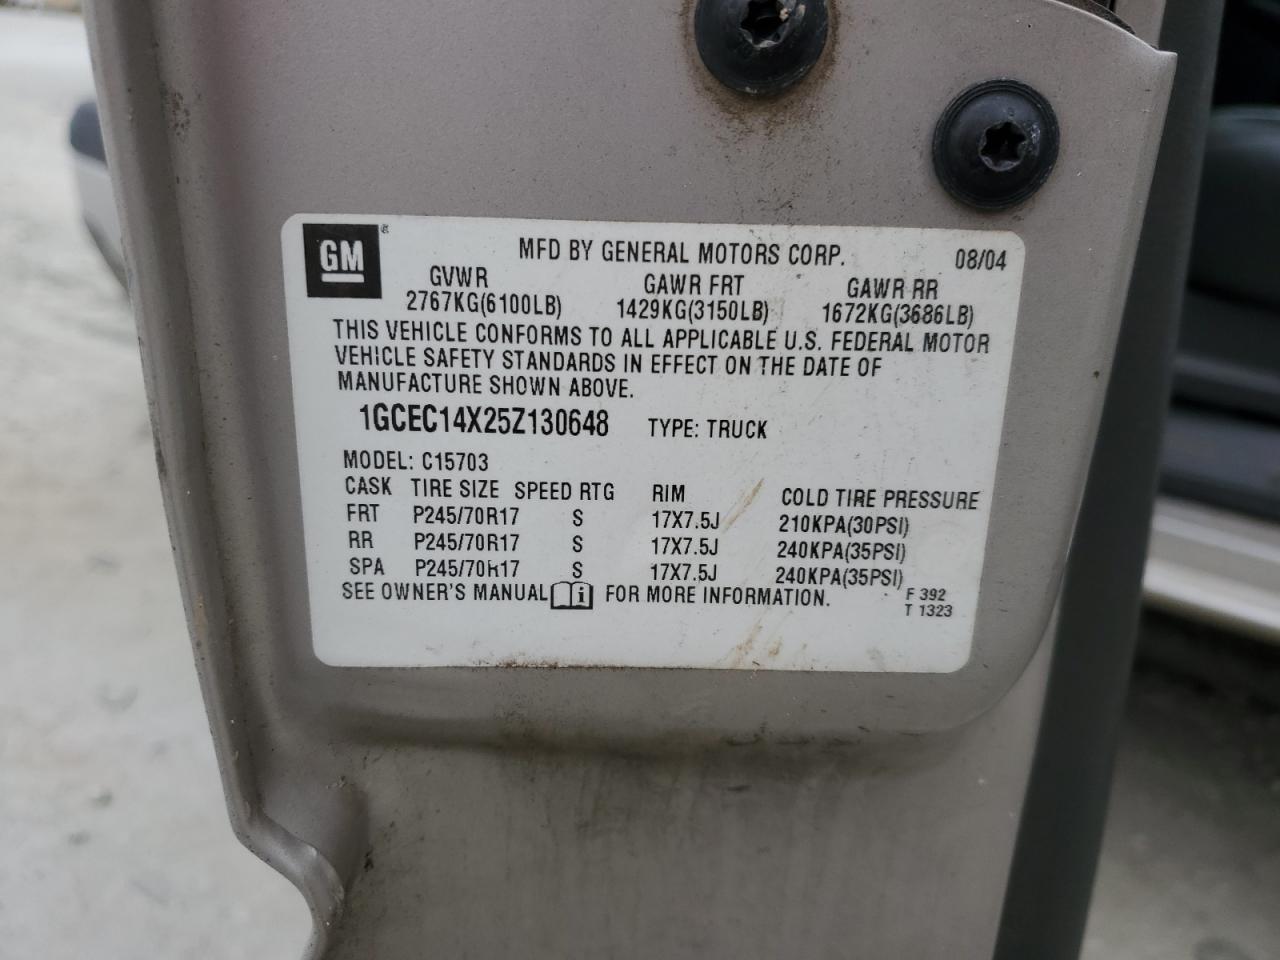 GM ® MFD BY GENERAL MOTORS CORP. 08/04
GVWR GAWR FRT GAWR RR
2767KG(6100LB) 1429KG(3150LB) 1672KG(3686LB)
THIS VEHICLE CONFORMS TO ALL APPLICABLE U.S. FEDERAL MOTOR
VEHICLE SAFETY STANDARDS IN EFFECT ON THE DATE OF
MANUFACTURE SHOWN ABOVE.
1GCEC14X25Z130648 TYPE: TRUCK
MODEL: C15703
CASK TIRE SIZE SPEED RTG RIM COLD TIRE PRESSURE
FRT P245/70R17 S 17X7.5J 210KPA(30PSI)
RR P245/70R17 S 17X7.5J 240KPA(35PSI)
SPA P245/70R17 S 17X7.5J 240KPA(35PSI)
SEE OWNER'S MANUAL i FOR MORE INFORMATION. F 392
T 1323